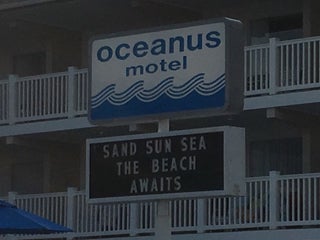 oceanus
motel
SAND SUN SEA
THE BEACH
AWAITS